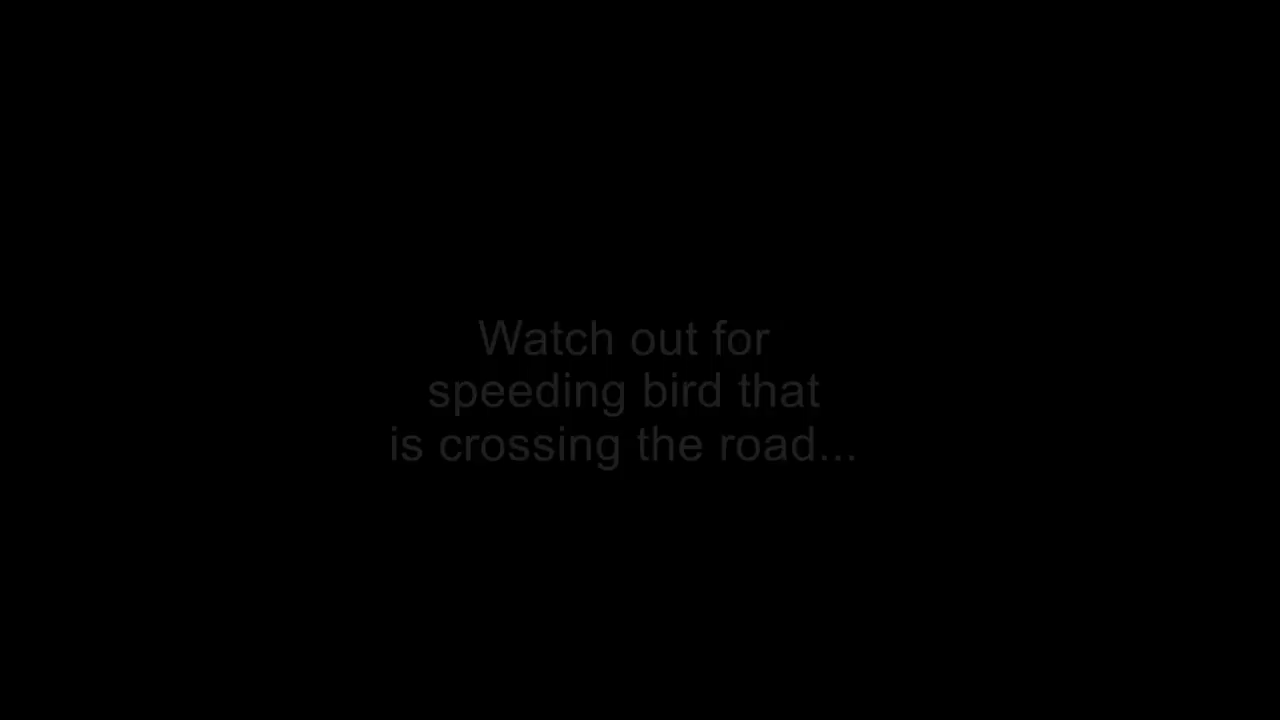 Watch out for
speeding bird that
is crossing the road...